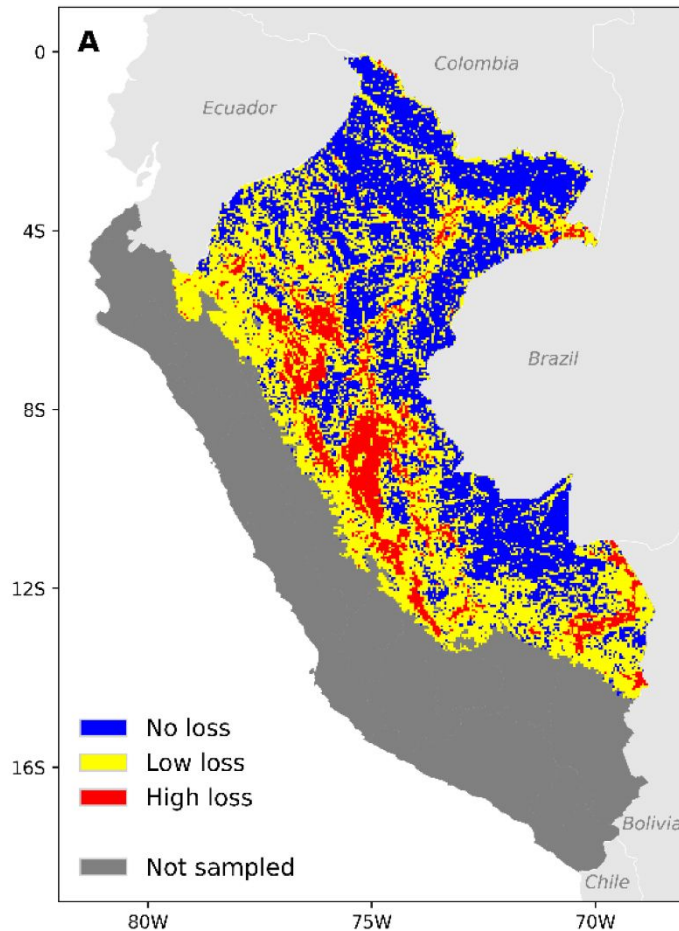 A
0
Colombia
Ecuador
4S
Brazil
8S
12S
No loss
Low loss
16S
High loss
Bolivia
Not sampled
Chile
80W
75W
70W